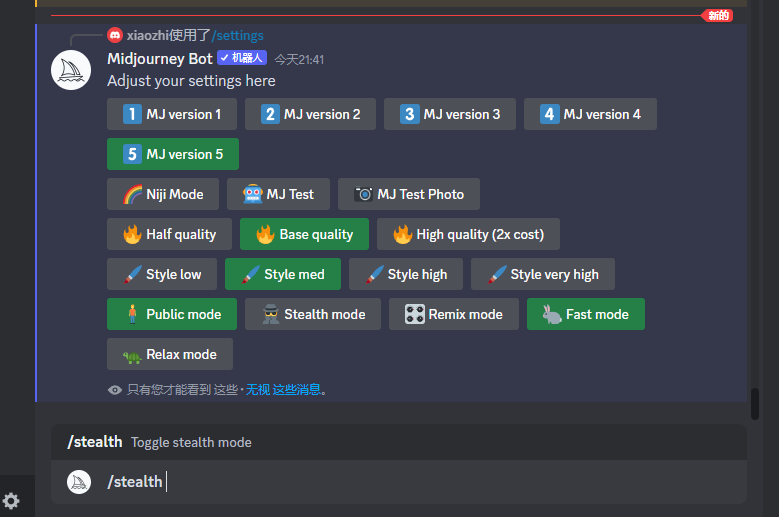 新的
xiaozhi使用了/settings
Midjourney Bot ✓ 机器人 今天21:41
Adjust your settings here
1 MJ version 1 2 MJ version 2 3 MJ version 3 4 MJ version 4
5 MJ version 5
Niji Mode MJ Test MJ Test Photo
Half quality Base quality High quality (2x cost)
Style low Style med Style high Style very high
Public mode Stealth mode Remix mode Fast mode
Relax mode
只有您才能看到 这些 · 无视 这些消息。
/stealth Toggle stealth mode
/stealth